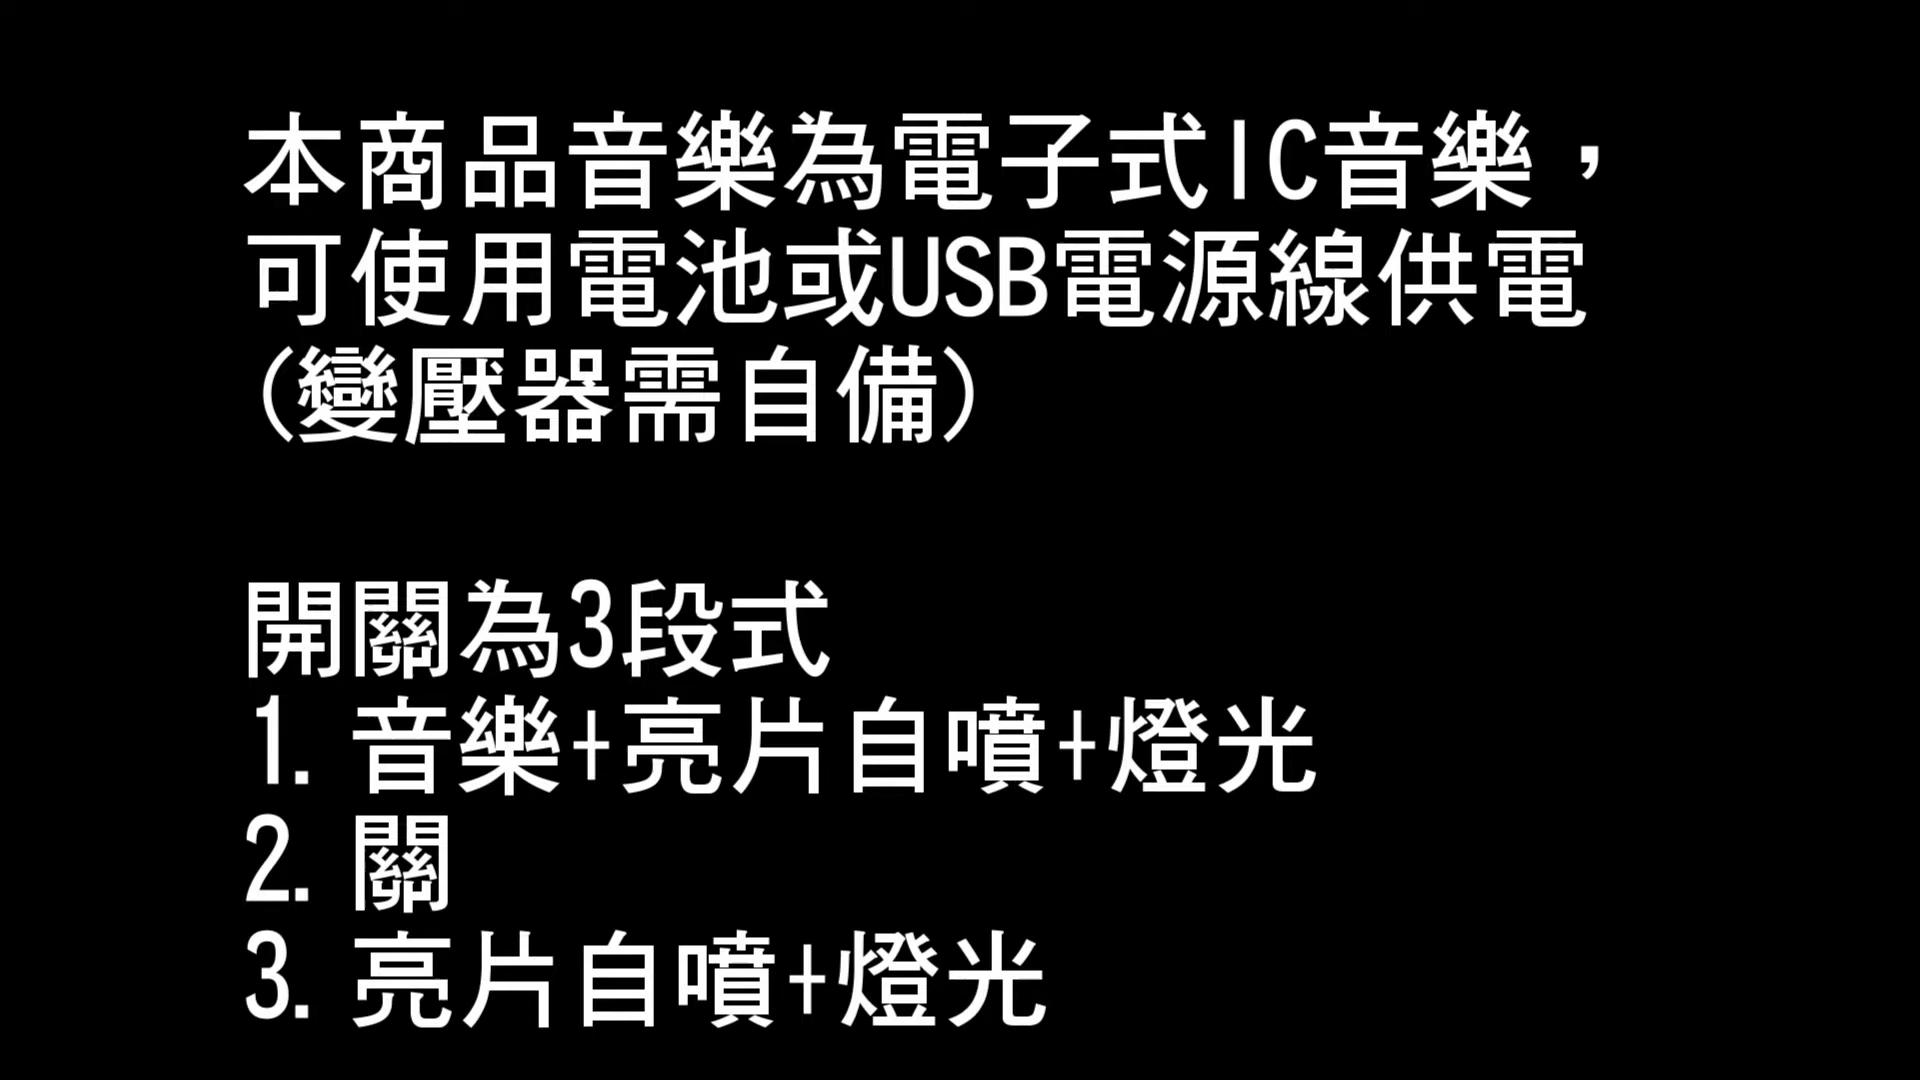 本商品音樂為電子式IC音樂，
可使用電池或USB電源線供電
(變壓器需自備)
開關為3段式
1. 音樂+亮片自噴+燈光
2. 關
3. 亮片自噴+燈光